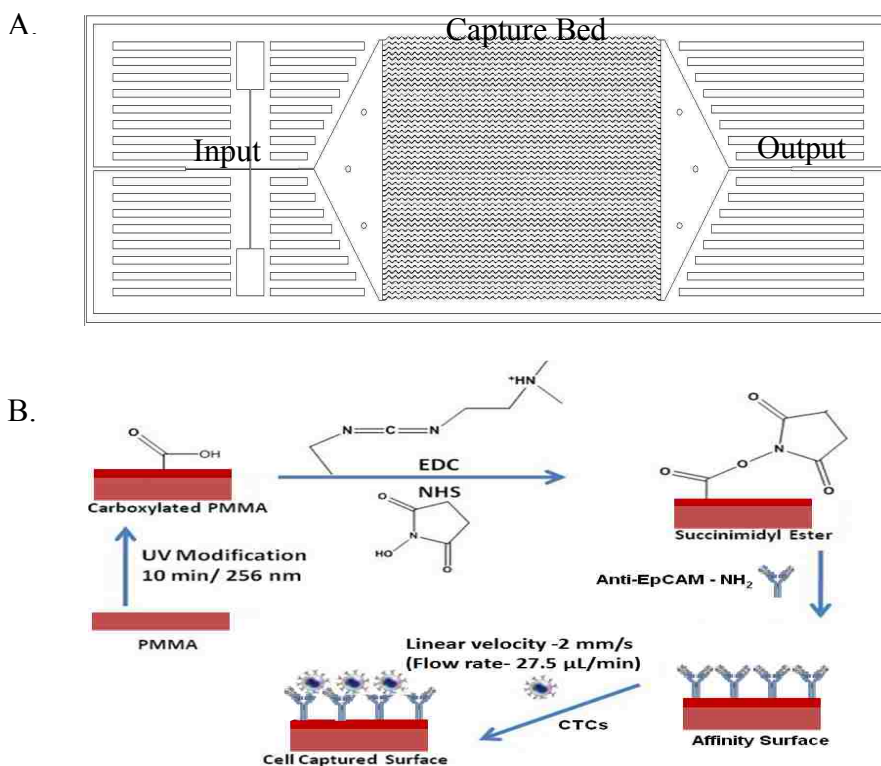 A.
Capture Bed
Input
Output
B.
+HN
N
C
N
O
OH
EDC
NHS
Carboxylated PMMA
O
N
HO
O
O
O
O
N
O
O
Succinimidyl Ester
UV Modification
10 min/ 256 nm
PMMA
Anti-EpCAM - NH2
Linear velocity -2 mm/s
(Flow rate- 27.5 µL/min)
CTCs
Cell Captured Surface
Affinity Surface